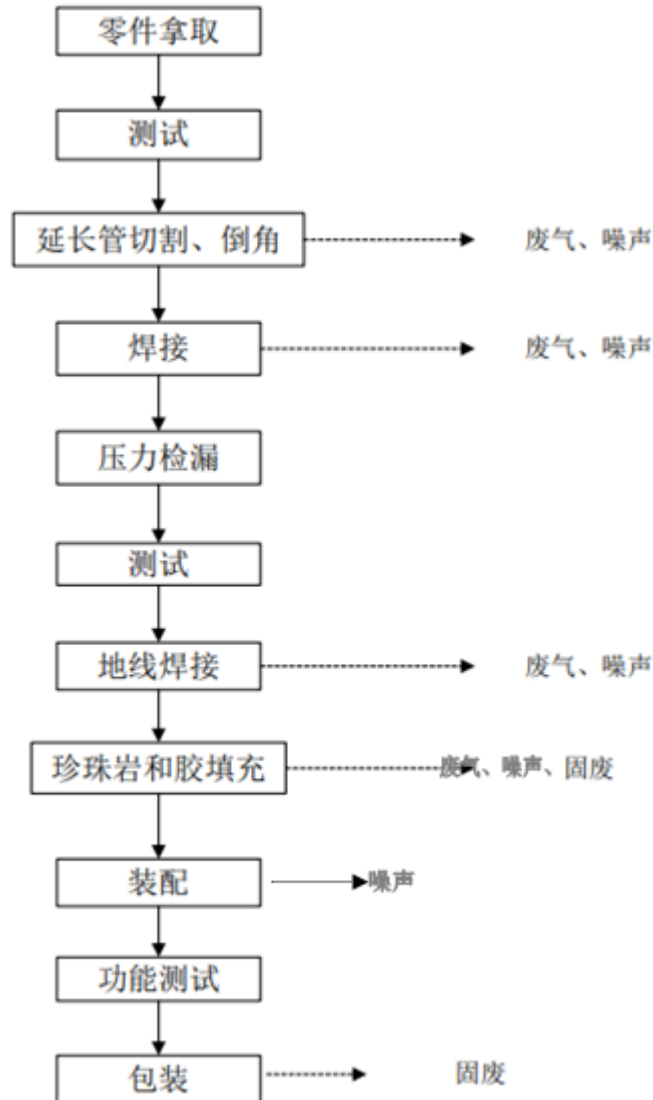 零件拿取
测试
延长管切割、倒角
废气、噪声
焊接
废气、噪声
压力检漏
测试
地线焊接
废气、噪声
珍珠岩和胶填充
废气、噪声、固废
装配
噪声
功能测试
包装
固废